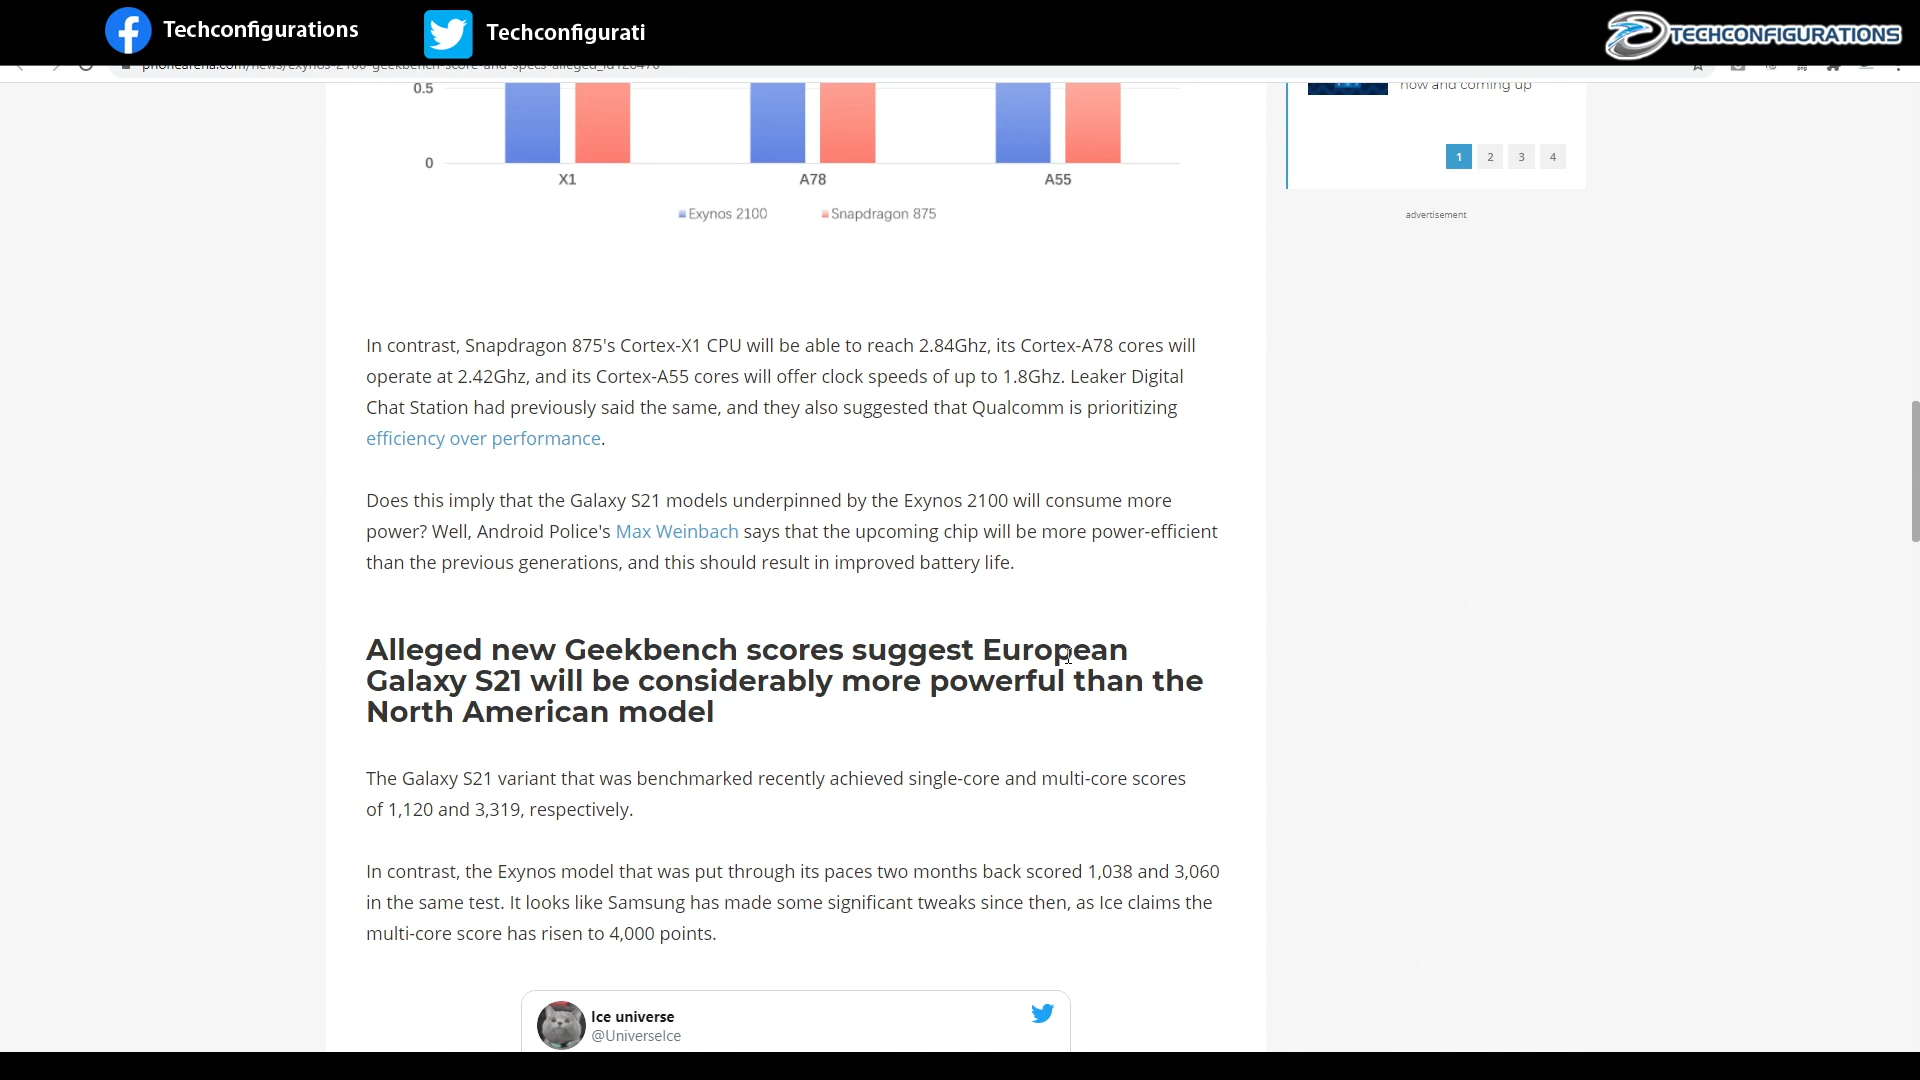 Techconfigurations
Techconfigurati
TECHCONFIGURATIONS
phonearena.com/news/exynos-2100-geekbench-score-and-specs-alleged_id128470
0.5
0
X1
A78
A55
Exynos 2100
Snapdragon 875
now and coming up
1
2
3
4
advertisement
In contrast, Snapdragon 875's Cortex-X1 CPU will be able to reach 2.84Ghz, its Cortex-A78 cores will
operate at 2.42Ghz, and its Cortex-A55 cores will offer clock speeds of up to 1.8Ghz. Leaker Digital
Chat Station had previously said the same, and they also suggested that Qualcomm is prioritizing
efficiency over performance.
Does this imply that the Galaxy S21 models underpinned by the Exynos 2100 will consume more
power? Well, Android Police's Max Weinbach says that the upcoming chip will be more power-efficient
than the previous generations, and this should result in improved battery life.
Alleged new Geekbench scores suggest European
Galaxy S21 will be considerably more powerful than the
North American model
The Galaxy S21 variant that was benchmarked recently achieved single-core and multi-core scores
of 1,120 and 3,319, respectively.
In contrast, the Exynos model that was put through its paces two months back scored 1,038 and 3,060
in the same test. It looks like Samsung has made some significant tweaks since then, as Ice claims the
multi-core score has risen to 4,000 points.
Ice universe
@UniverseIce